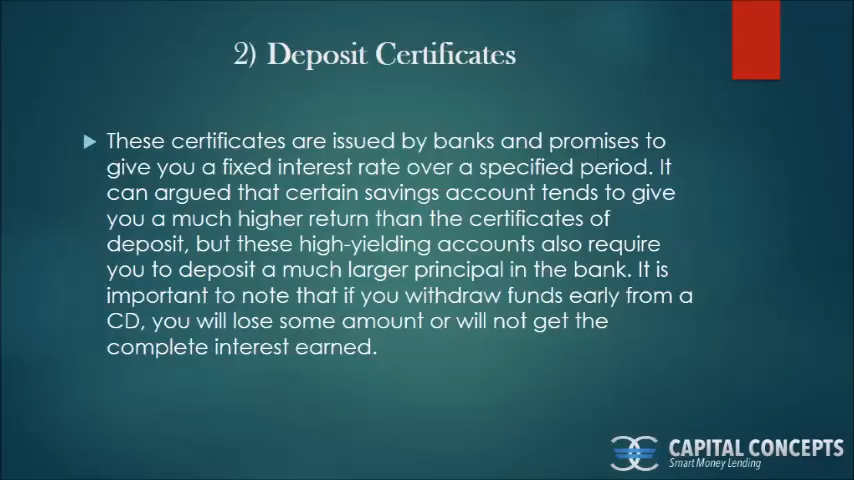 2) Deposit Certificates
These certificates are issued by banks and promises to
give you a fixed interest rate over a specified period. It
can argued that certain savings account tends to give
you a much higher return than the certificates of
deposit, but these high-yielding accounts also require
you to deposit a much larger principal in the bank. It is
important to note that if you withdraw funds early from a
CD, you will lose some amount or will not get the
complete interest earned.
CAPITAL CONCEPTS
Smart Money Lending